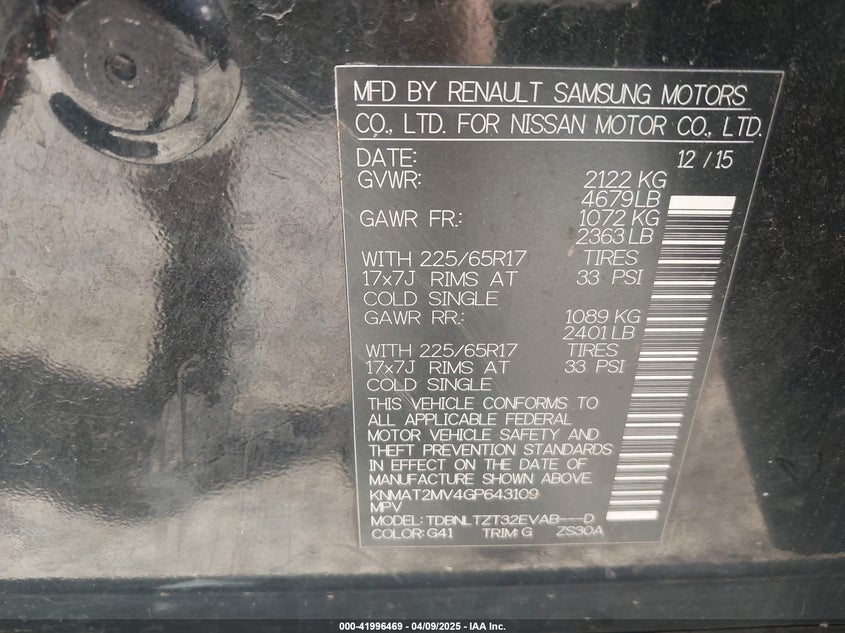 MFD BY RENAULT SAMSUNG MOTORS
CO., LTD. FOR NISSAN MOTOR CO., LTD.
DATE: 12 / 15
GVWR: 2122 KG
4679 LB
GAWR FR.: 1072 KG
2363 LB
WITH 225/65R17 TIRES
17x7J RIMS AT 33 PSI
COLD SINGLE
GAWR RR.: 1089 KG
2401 LB
WITH 225/65R17 TIRES
17x7J RIMS AT 33 PSI
COLD SINGLE
THIS VEHICLE CONFORMS TO
ALL APPLICABLE FEDERAL
MOTOR VEHICLE SAFETY AND
THEFT PREVENTION STANDARDS
IN EFFECT ON THE DATE OF
MANUFACTURE SHOWN ABOVE.
KNMAT2MV4GP643109
MPV
MODEL: TDBNLTZT32EVAB---D
COLOR: G41 TRIM: G ZS30A
000-41996469 - 04/09/2025 - IAA Inc.